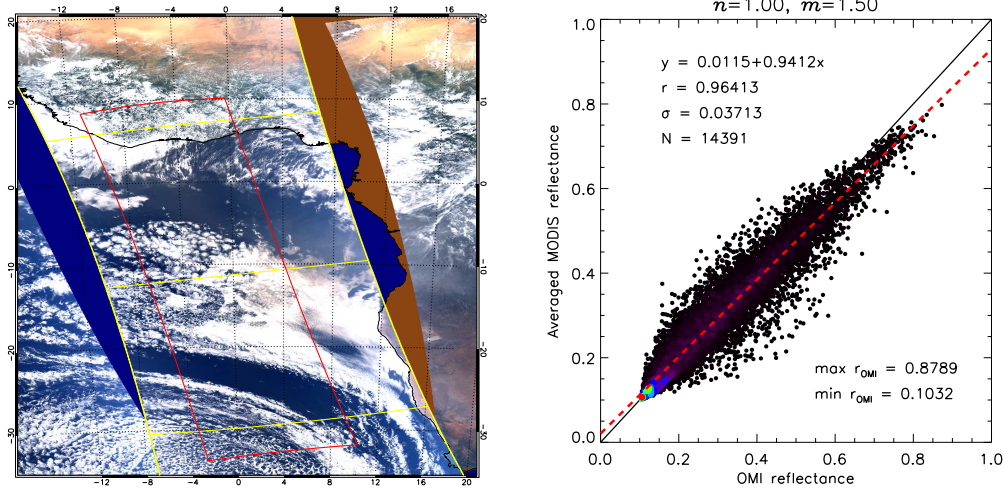 −12 −8 −4 0 4 8 12
20 20
10 10
0 0
−10 −10
−20 −20
−30 −30
−12 −8 −4 0 4 8 12 16 20
n=1.00, m=1.50
y = 0.0115+0.9412x
r = 0.96413
σ = 0.03713
N = 14391
max rOMI = 0.8789
min rOMI = 0.1032
Averaged MODIS reflectance
1.0
0.8
0.6
0.4
0.2
0.0
0.0 0.2 0.4 0.6 0.8 1.0
OMI reflectance